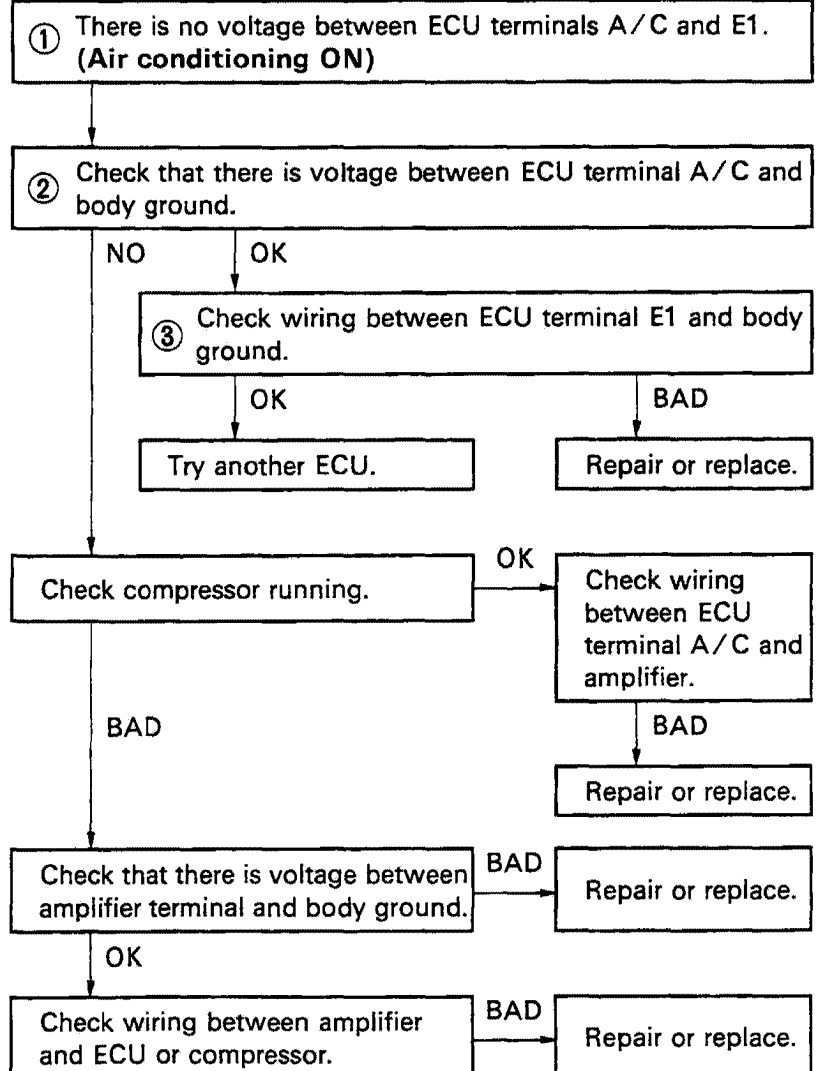 ① There is no voltage between ECU terminals A/C and E1.
(Air conditioning ON)
② Check that there is voltage between ECU terminal A/C and
body ground.
NO
OK
③ Check wiring between ECU terminal E1 and body
ground.
OK
BAD
Try another ECU.
Repair or replace.
Check compressor running.
OK
Check wiring
between ECU
terminal A/C and
amplifier.
BAD
BAD
Repair or replace.
Check that there is voltage between
amplifier terminal and body ground.
BAD
Repair or replace.
OK
Check wiring between amplifier
and ECU or compressor.
BAD
Repair or replace.